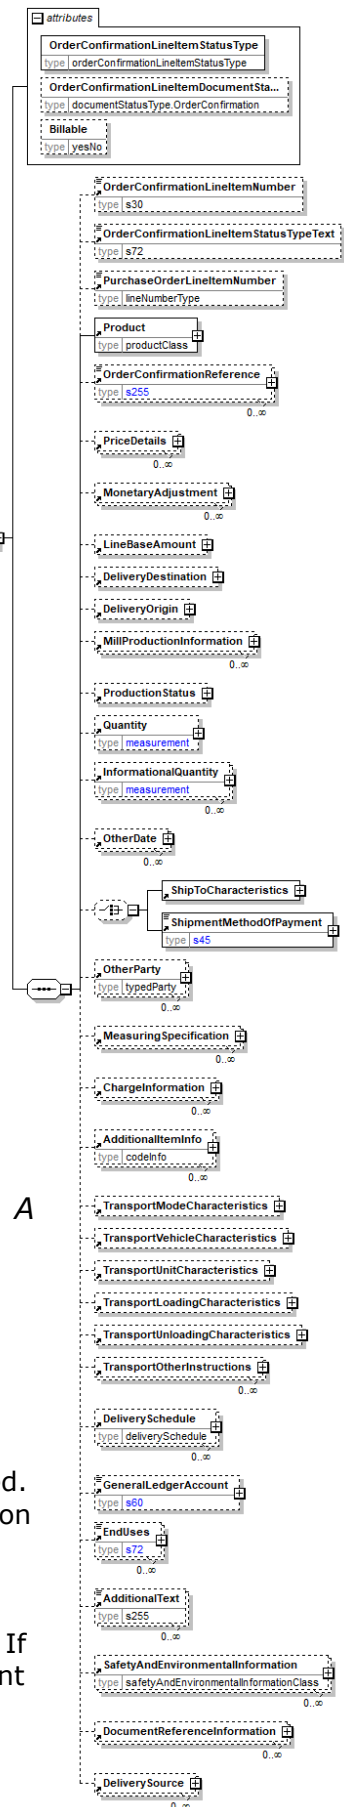 attributes
OrderConfirmationLineItemStatusType
type orderConfirmationLineItemStatusType
OrderConfirmationLineItemDocumentSta...
type documentStatusType.OrderConfirmation
Billable
type yesNo
OrderConfirmationLineItemNumber
type s30
OrderConfirmationLineItemStatusTypeText
type s72
PurchaseOrderLineItemNumber
type lineNumberType
Product
type productClass
OrderConfirmationReference
type s255
0..∞
PriceDetails
0..∞
MonetaryAdjustment
0..∞
LineBaseAmount
DeliveryDestination
DeliveryOrigin
MillProductionInformation
0..∞
ProductionStatus
Quantity
type measurement
InformationalQuantity
type measurement
0..∞
OtherDate
0..∞
ShipToCharacteristics
ShipmentMethodOfPayment
type s45
OtherParty
type typedParty
0..∞
MeasuringSpecification
0..∞
ChargeInformation
0..∞
AdditionalItemInfo
type codeInfo
0..∞
A
TransportModeCharacteristics
TransportVehicleCharacteristics
TransportUnitCharacteristics
TransportLoadingCharacteristics
TransportUnloadingCharacteristics
TransportOtherInstructions
0..∞
DeliverySchedule
type deliverySchedule
0..∞
d.
GeneralLedgerAccount
type s60
on
EndUses
type s72
0..∞
AdditionalText
type s255
0..∞
If
SafetyAndEnvironmentalInformation
nt
type safetyAndEnvironmentalInformationClass
0..∞
DocumentReferenceInformation
0..∞
DeliverySource
0..∞